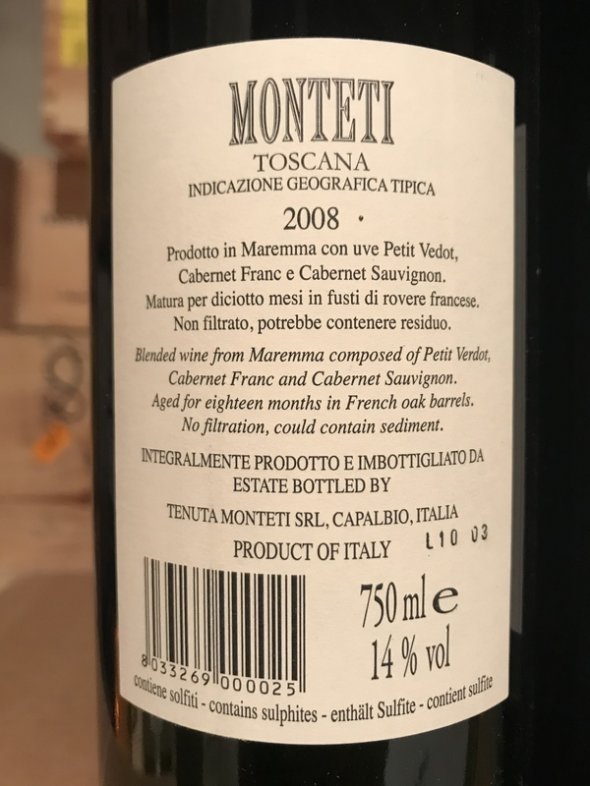 MONTETI
TOSCANA
INDICAZIONE GEOGRAFICA TIPICA
2008
Prodotto in Maremma con uve Petit Vedot,
Cabernet Franc e Cabernet Sauvignon.
Matura per diciotto mesi in fusti di rovere francese.
Non filtrato, potrebbe contenere residuo.
Blended wine from Maremma composed of Petit Verdot,
Cabernet Franc and Cabernet Sauvignon.
Aged for eighteen months in French oak barrels.
No filtration, could contain sediment.
INTEGRALMENTE PRODOTTO E IMBOTTIGLIATO DA
ESTATE BOTTLED BY
TENUTA MONTETI SRL, CAPALBIO, ITALIA
PRODUCT OF ITALY
L10 03
750 ml e
14 % vol
8 033269 000025
contiene solfiti - contains sulphites - enthält Sulfite - contient sulfite